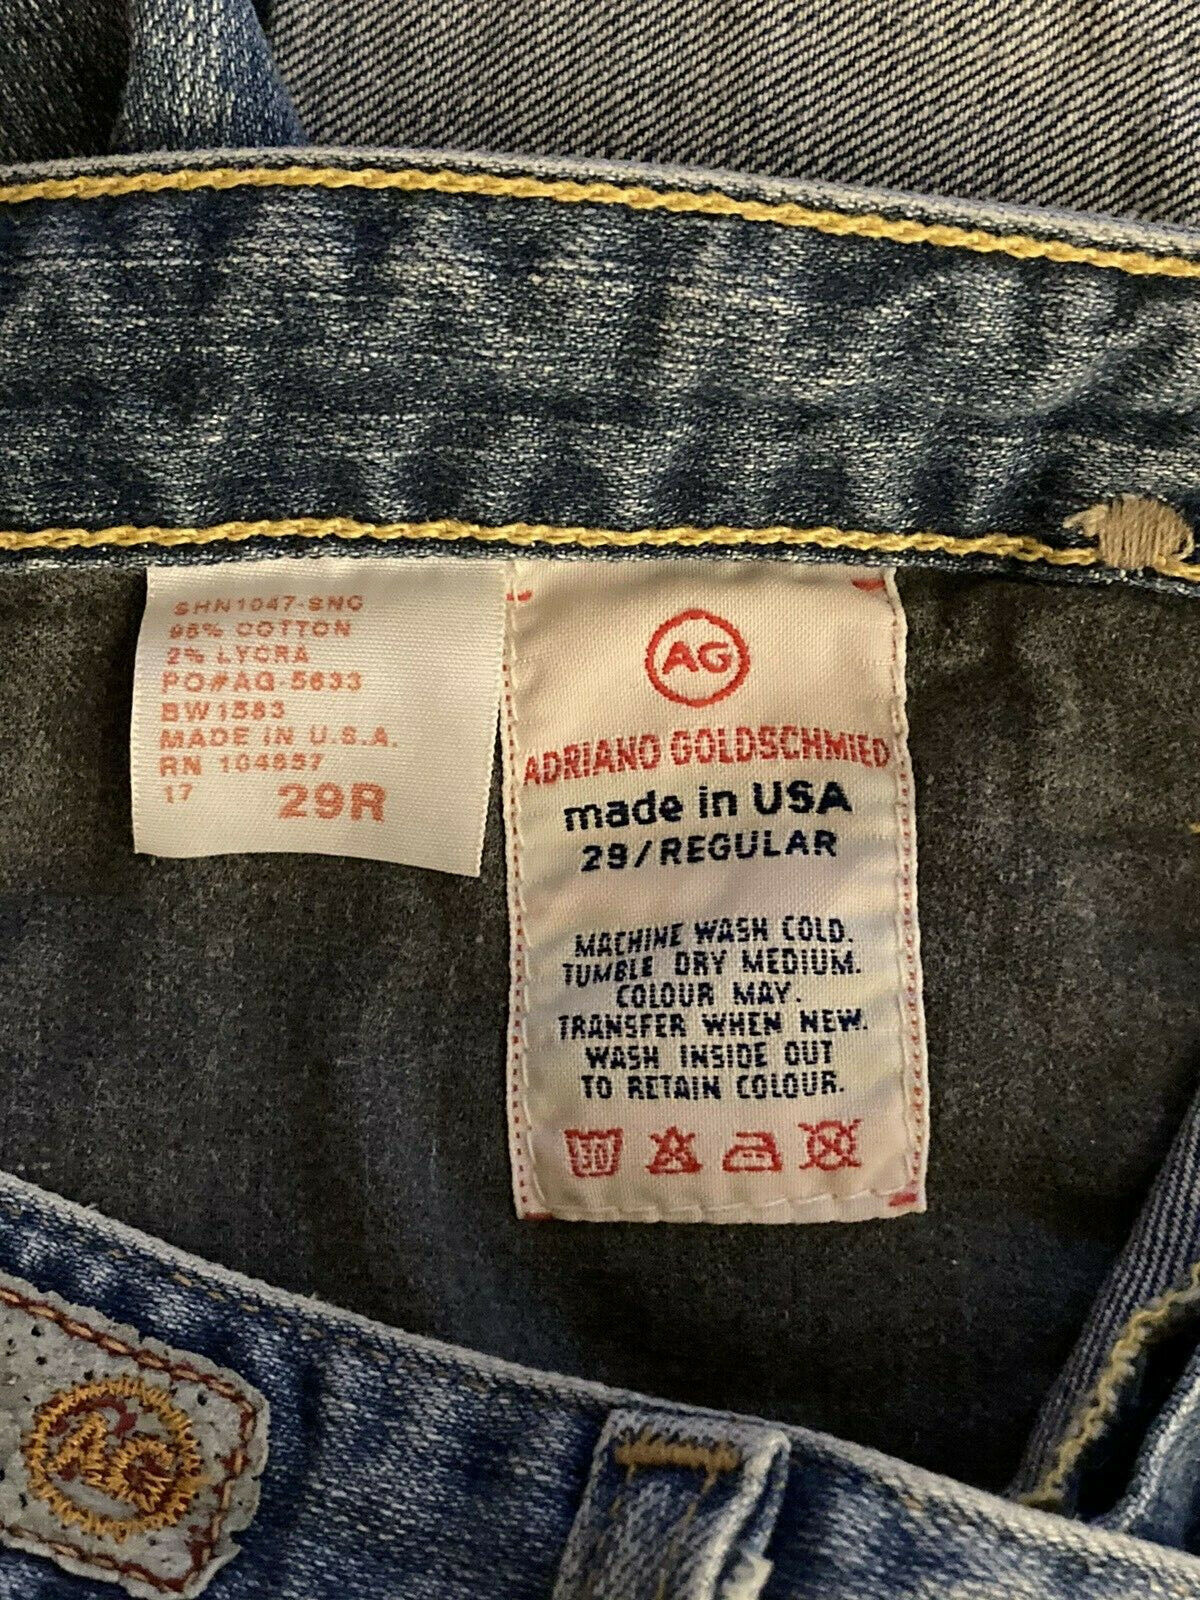 SHN1047-SNG
98% COTTON
2% LYCRA
PO#AG-5633
BW1583
MADE IN U.S.A.
RN 104657
17 29R
AG
ADRIANO GOLDSCHMIED
made in USA
29/REGULAR
MACHINE WASH COLD.
TUMBLE DRY MEDIUM.
COLOUR MAY.
TRANSFER WHEN NEW.
WASH INSIDE OUT
TO RETAIN COLOUR.
30
AG